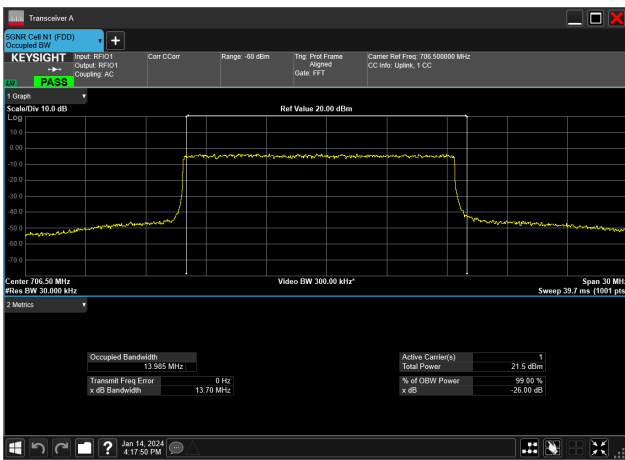 Transceiver A
5GNR Cell N1 (FDD)
Occupied BW
KEYSIGHT
LV
PASS
Input: RFIO1
Output: RFIO1
Coupling: AC
Corr CCorr
Range: -60 dBm
Trig: Prot Frame
Aligned
Gate: FFT
Carrier Ref Freq: 706.500000 MHz
CC Info: Uplink, 1 CC
1 Graph
Scale/Div 10.0 dB
Ref Value 20.00 dBm
Log
10.0
0.00
-10.0
-20.0
-30.0
-40.0
-50.0
-60.0
-70.0
Center 706.50 MHz
Video BW 300.00 kHz*
Span 30 MHz
#Res BW 30.000 kHz
Sweep 39.7 ms (1001 pts
2 Metrics
Occupied Bandwidth
13.985 MHz
Transmit Freq Error 0 Hz
x dB Bandwidth 13.70 MHz
Active Carrier(s) 1
Total Power 21.5 dBm
% of OBW Power 99.00 %
x dB -26.00 dB
Jan 14, 2024
4:17:50 PM